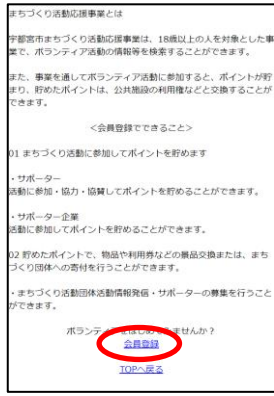 まちづくり活動応援事業とは
宇都宮市まちづくり活動応援事業は、18歳以上の人を対象とした事
業で、ボランティア活動の情報等を検索することができます。
また、事業を通してボランティア活動に参加すると、ポイントが貯
まり、貯めたポイントは、公共施設の利用権などと交換することが
できます。
＜会員登録でできること＞
01 まちづくり活動に参加してポイントを貯めます
・サポーター
活動に参加・協力・協賛してポイントを貯めることができます。
・サポーター企業
活動に参加してポイントを貯めることができます。
02 貯めたポイントで、物品や利用券などの景品交換または、まち
づくり団体への寄付を行うことができます。
・まちづくり活動団体活動情報発信・サポーターの募集を行うこと
ができます。
ボランティアをはじめてみませんか？
会員登録
TOPへ戻る